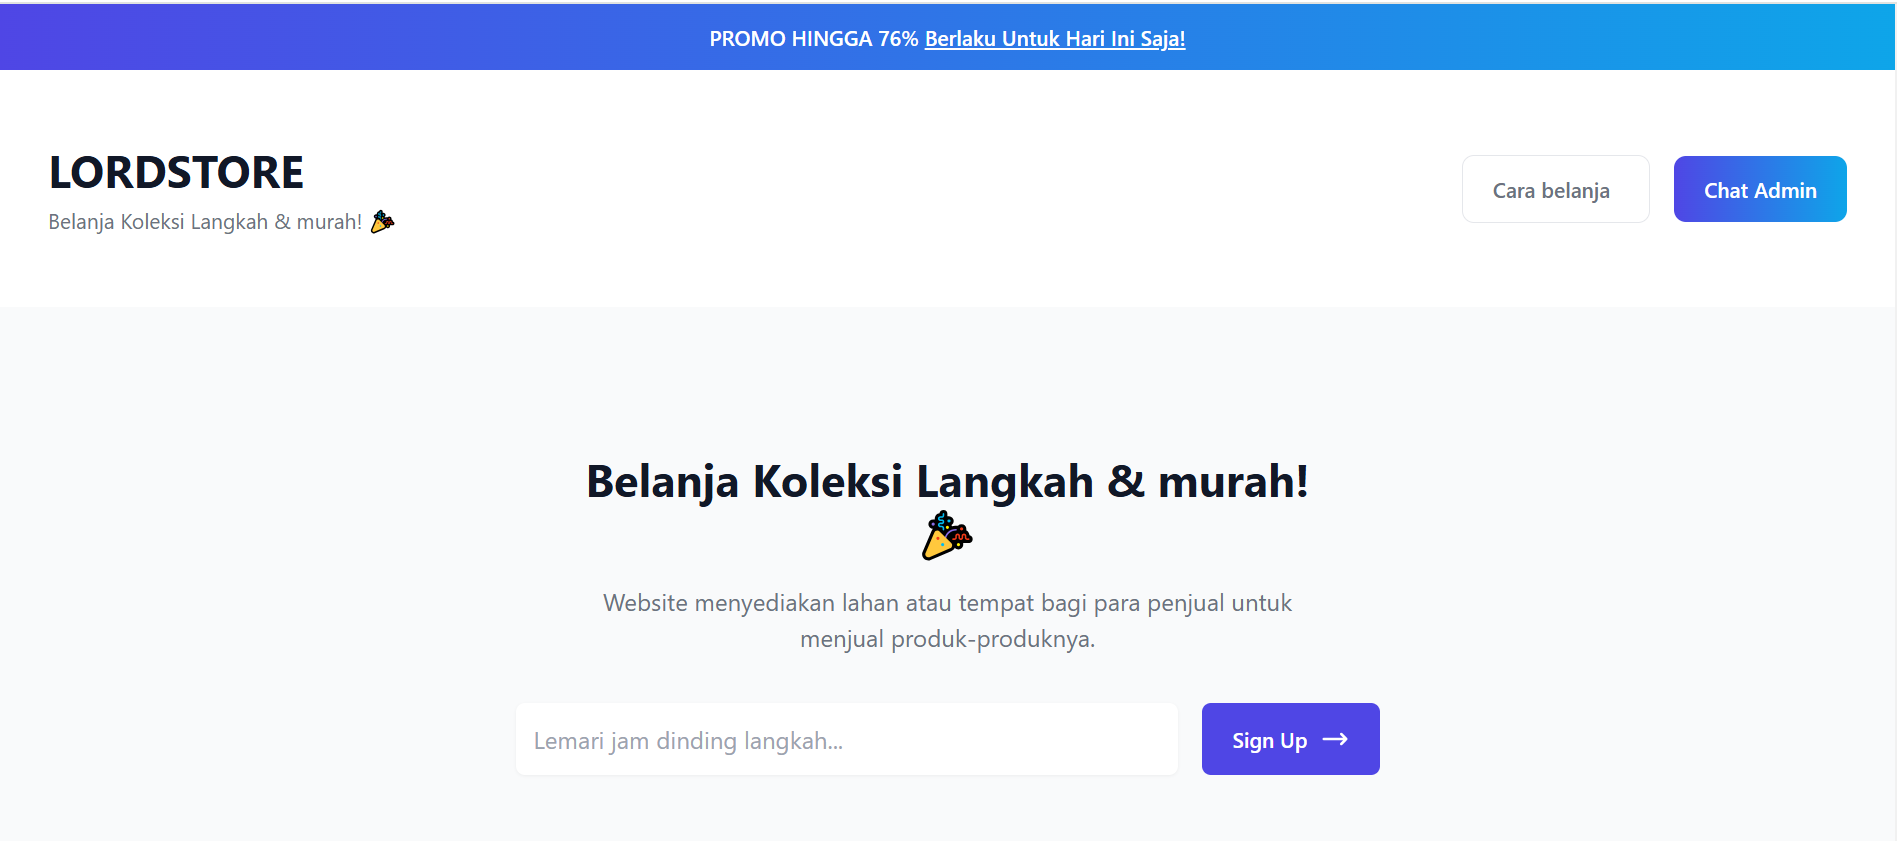 PROMO HINGGA 76% Berlaku Untuk Hari Ini Saja!
LORDSTORE
Belanja Koleksi Langkah & murah! 🎉
Cara belanja
Chat Admin
Belanja Koleksi Langkah & murah!
🎉
Website menyediakan lahan atau tempat bagi para penjual untuk
menjual produk-produknya.
Lemari jam dinding langkah...
Sign Up →